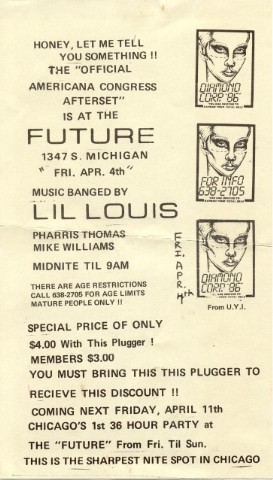 HONEY, LET ME TELL
YOU SOMETHING !!
THE "OFFICIAL
AMERICANA CONGRESS
AFTERSET"
IS AT THE
FUTURE
1347 S. MICHIGAN
"FRI. APR. 4th"
MUSIC BANGED BY
LIL LOUIS
PHARRIS THOMAS
MIKE WILLIAMS
MIDNITE TIL 9AM
THERE ARE AGE RESTRICTIONS
CALL 638-2705 FOR AGE LIMITS
MATURE PEOPLE ONLY !!
DIAMOND
CORP. '86
FOR INFO
638-2705
DIAMOND
CORP. '86
From U.Y.I.
FRI. APR. 4th
SPECIAL PRICE OF ONLY
$4.00 With This Plugger !
MEMBERS $3.00
YOU MUST BRING THIS THIS PLUGGER TO
RECIEVE THIS DISCOUNT !!
COMING NEXT FRIDAY, APRIL 11th
CHICAGO'S 1st 36 HOUR PARTY at
THE "FUTURE" From Fri. Til Sun.
THIS IS THE SHARPEST NITE SPOT IN CHICAGO